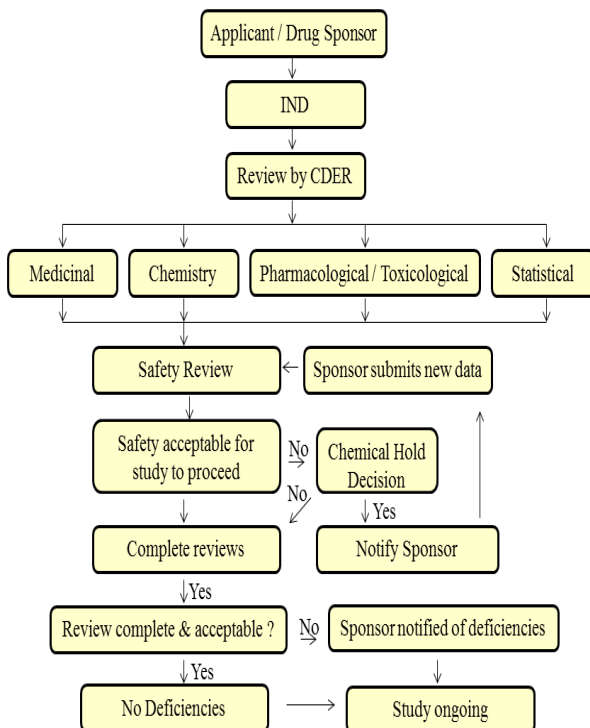 Applicant / Drug Sponsor
IND
Review by CDER
Medicinal
Chemistry
Pharmacological / Toxicological
Statistical
Safety Review
Sponsor submits new data
Safety acceptable for
study to proceed
No
Chemical Hold
Decision
No
Yes
Complete reviews
Notify Sponsor
Yes
Review complete & acceptable ?
No
Sponsor notified of deficiencies
Yes
No Deficiencies
Study ongoing